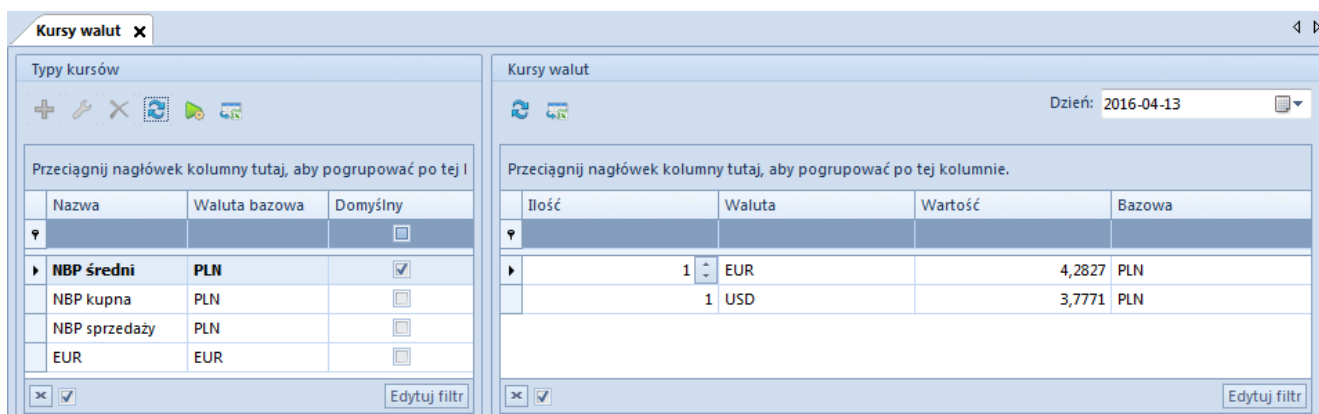 Kursy walut
Typy kursów
Przeciągnij nagłówek kolumny tutaj, aby pogrupować po tej
Nazwa Waluta bazowa Domyślny
NBP średni PLN
NBP kupna PLN
NBP sprzedaży PLN
EUR EUR
Edytuj filtr
Kursy walut
Dzień: 2016-04-13
Przeciągnij nagłówek kolumny tutaj, aby pogrupować po tej kolumnie.
Ilość Waluta Wartość Bazowa
1 EUR 4,2827 PLN
1 USD 3,7771 PLN
Edytuj filtr